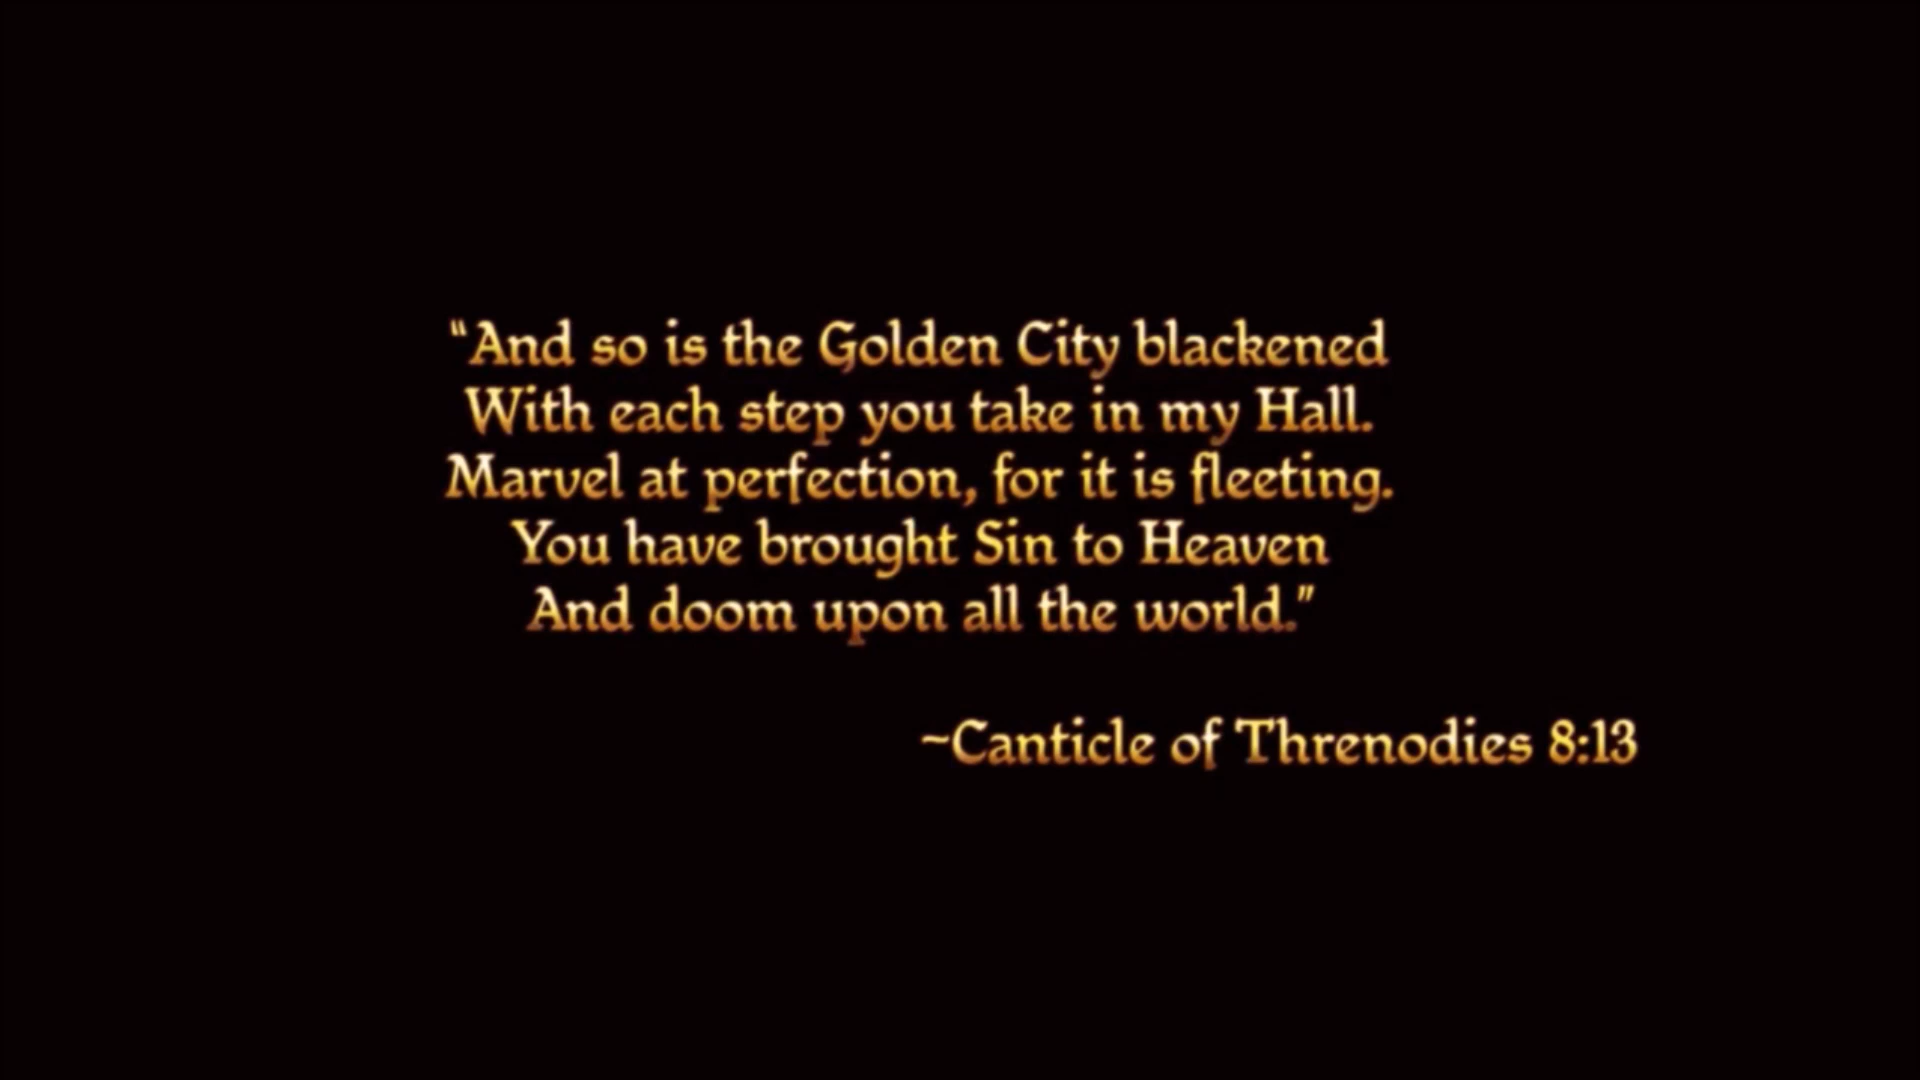 “And so is the Golden City blackened
With each step you take in my Hall.
Marvel at perfection, for it is fleeting.
You have brought Sin to Heaven
And doom upon all the world.”
~Canticle of Threnodies 8:13